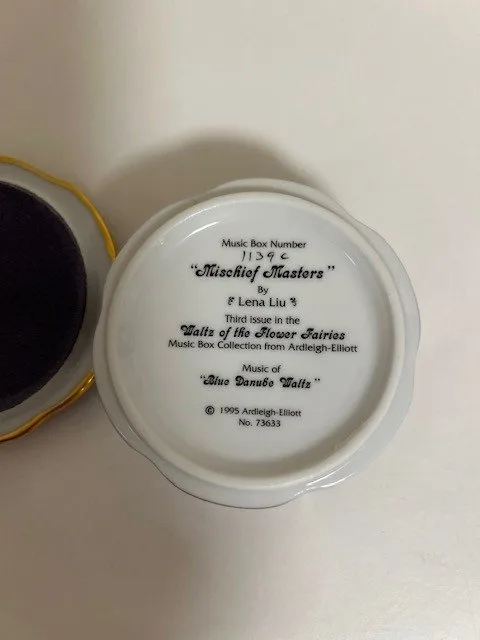 Music Box Number
1139 C
"Mischief Masters"
By
Lena Liu
Third issue in the
Waltz of the Flower Fairies
Music Box Collection from Ardleigh-Elliott
Music of
"Blue Danube Waltz"
© 1995 Ardleigh-Elliott
No. 73633